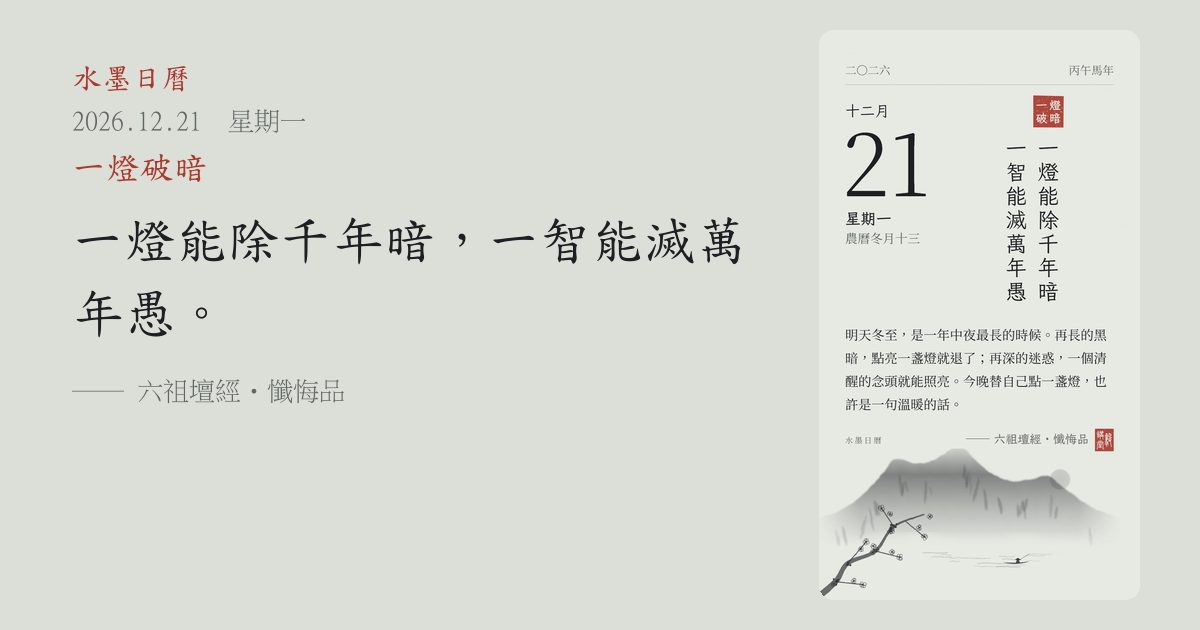 水墨日曆
2026.12.21 星期一
一燈破暗
一燈能除千年暗，一智能滅萬
年愚。
—— 六祖壇經・懺悔品
二〇二六
丙午馬年
十二月
21
星期一
農曆冬月十三
燈暗
一破
一燈能除千年暗
一智能滅萬年愚
明天冬至，是一年中夜最長的時候。再長的黑
暗，點亮一盞燈就退了；再深的迷惑，一個清
醒的念頭就能照亮。今晚替自己點一盞燈，也
許是一句溫暖的話。
水墨日曆
—— 六祖壇經・懺悔品